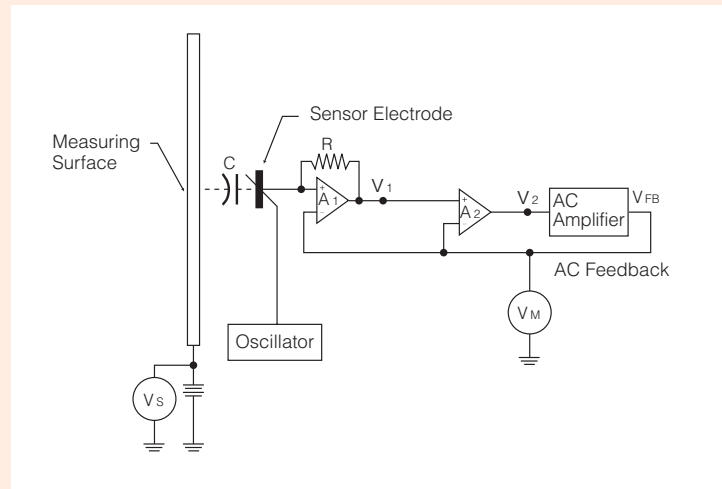 Sensor Electrode
Measuring
Surface
C
R
+
-
A1
V1
+
-
A2
V2
AC
Amplifier
VFB
AC Feedback
VM
Oscillator
VS